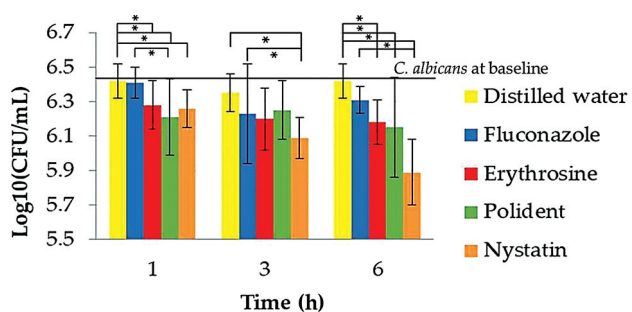 6.7
6.5
6.3
6.1
5.9
5.7
5.5
Log10(CFU/mL)
* * * *
* *
* * * *
C. albicans at baseline
1 3 6
Time (h)
Distilled water
Fluconazole
Erythrosine
Polident
Nystatin